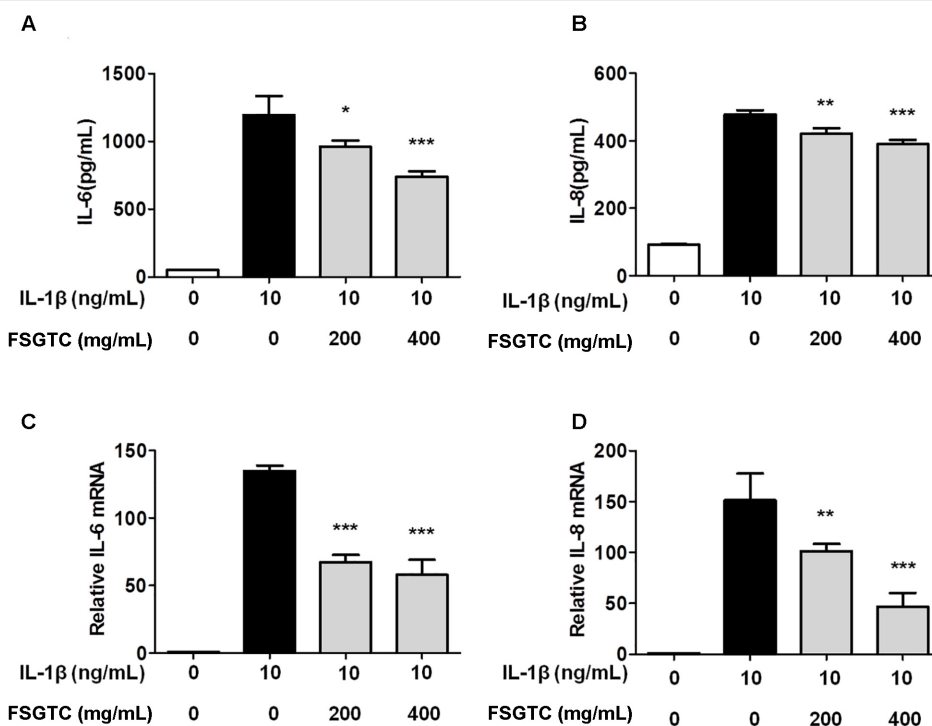 A
IL-6(pg/mL)
1500
1000
500
0
*
***
IL-1β (ng/mL) 0 10 10 10
FSGTC (mg/mL) 0 0 200 400
B
IL-8(pg/mL)
600
400
200
0
**
***
IL-1β (ng/mL) 0 10 10 10
FSGTC (mg/mL) 0 0 200 400
C
Relative IL-6 mRNA
150
100
50
0
***
***
IL-1β (ng/mL) 0 10 10 10
FSGTC (mg/mL) 0 0 200 400
D
Relative IL-8 mRNA
200
150
100
50
0
**
***
IL-1β (ng/mL) 0 10 10 10
FSGTC (mg/mL) 0 0 200 400